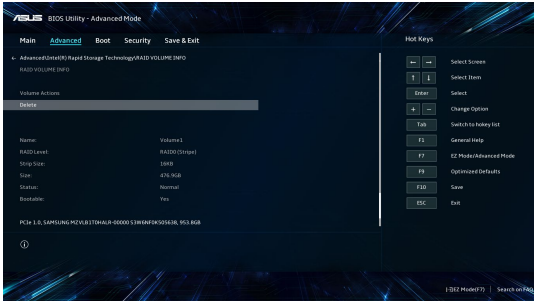 ASUS BIOS Utility - Advanced Mode
Main Advanced Boot Security Save & Exit
Hot Keys
← Advanced\Intel(R) Rapid Storage Technology\RAID VOLUME INFO
RAID VOLUME INFO
Volume Actions
Delete
Name: Volume1
RAID Level: RAID0 (Stripe)
Strip Size: 16KB
Size: 476.9GB
Status: Normal
Bootable: Yes
PCIe 1.0, SAMSUNG MZVLB1T0HALR-00000 S3W6NF0K505638, 953.8GB
← → Select Screen
↑ ↓ Select Item
Enter Select
+ − Change Option
Tab Switch to hokey list
F1 General Help
F7 EZ Mode/Advanced Mode
F9 Optimized Defaults
F10 Save
ESC Exit
EZ Mode(F7) | Search on FAQ